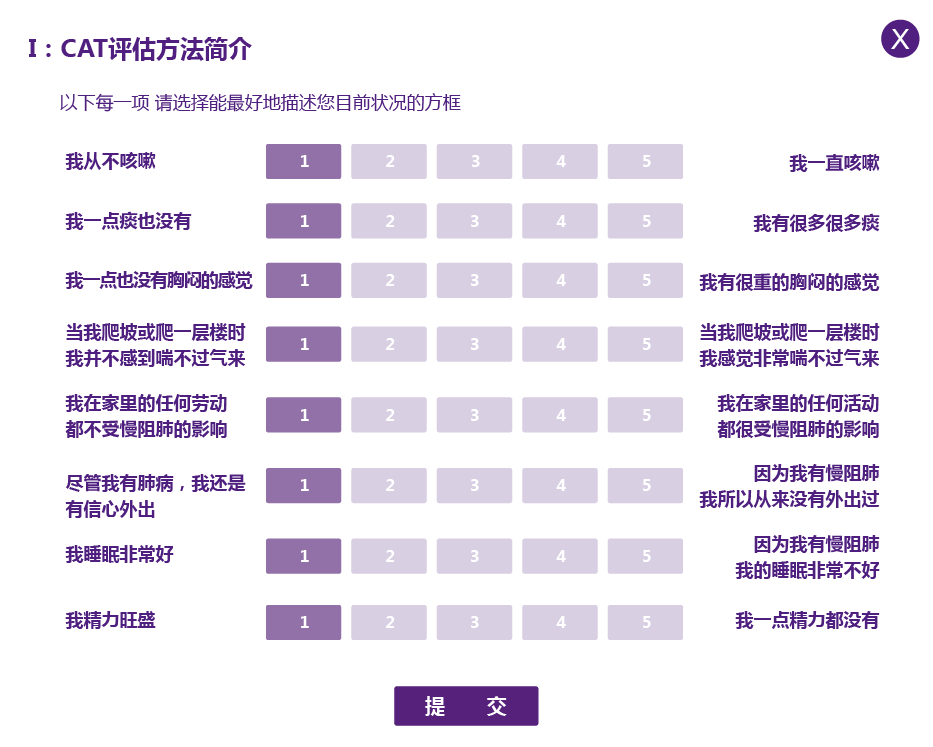 I：CAT评估方法简介
X
以下每一项 请选择能最好地描述您目前状况的方框
我从不咳嗽 1 2 3 4 5 我一直咳嗽
我一点痰也没有 1 2 3 4 5 我有很多很多痰
我一点也没有胸闷的感觉 1 2 3 4 5 我有很重的胸闷的感觉
当我爬坡或爬一层楼时
我并不感到喘不过气来
1 2 3 4 5
当我爬坡或爬一层楼时
我感觉非常喘不过气来
我在家里的任何劳动
都不受慢阻肺的影响
1 2 3 4 5
我在家里的任何活动
都很受慢阻肺的影响
尽管我有肺病，我还是
有信心外出
1 2 3 4 5
因为我有慢阻肺
我所以从来没有外出过
我睡眠非常好
1 2 3 4 5
因为我有慢阻肺
我的睡眠非常不好
我精力旺盛 1 2 3 4 5 我一点精力都没有
提 交